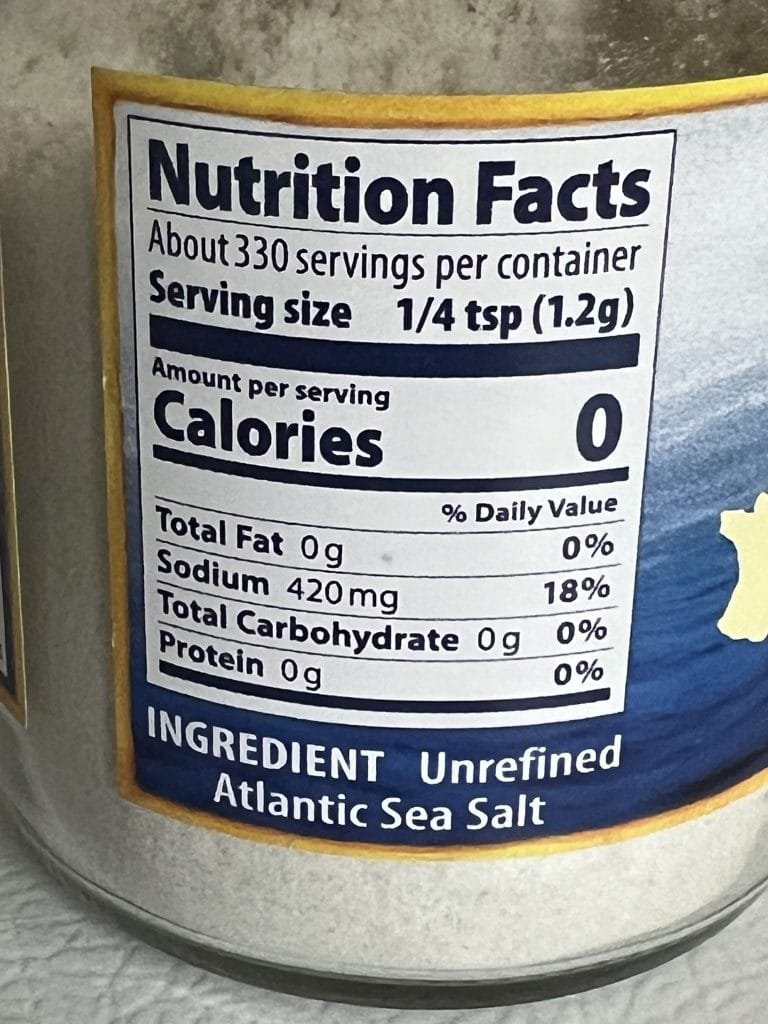 Nutrition Facts
About 330 servings per container
Serving size 1/4 tsp (1.2g)
Amount per serving
Calories 0
% Daily Value
Total Fat 0g 0%
Sodium 420mg 18%
Total Carbohydrate 0g 0%
Protein 0g 0%
INGREDIENT Unrefined
Atlantic Sea Salt